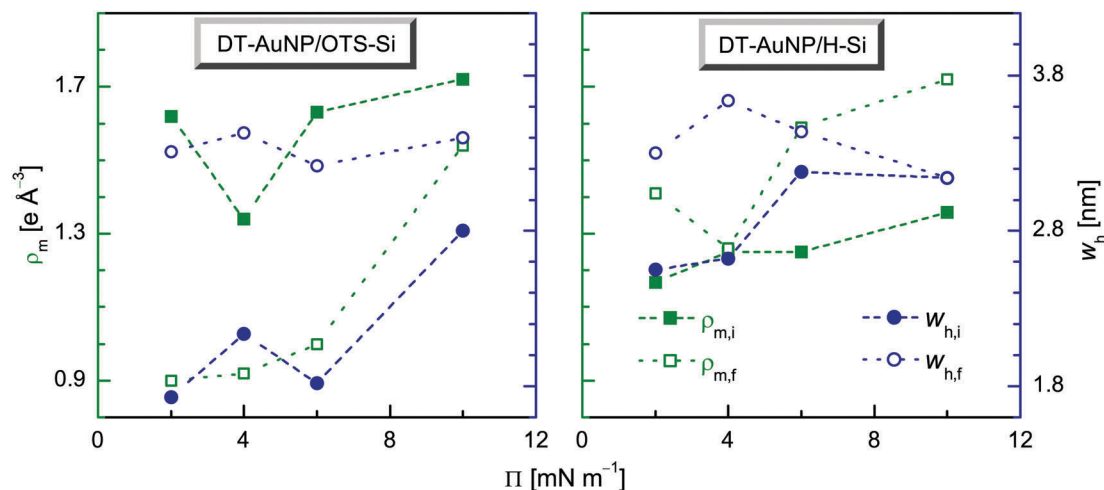 DT-AuNP/OTS-Si
DT-AuNP/H-Si
1.7
1.3
0.9
ρm [e Å⁻³]
3.8
2.8
1.8
wh [nm]
ρm,i
ρm,f
wh,i
wh,f
0 4 8 12
0 4 8 12
Π [mN m⁻¹]